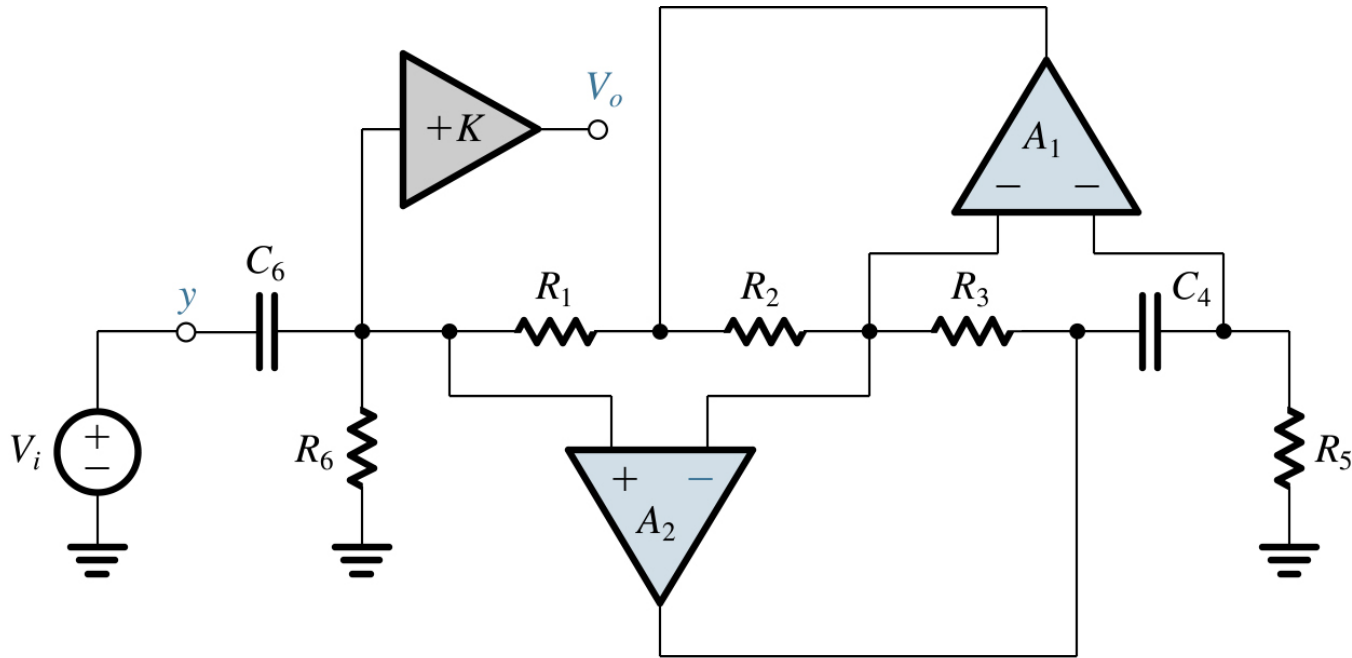 +K
V_o
A_1
− −
C_6
y
R_1
R_2
R_3
C_4
V_i
+
−
R_6
+ −
A_2
R_5